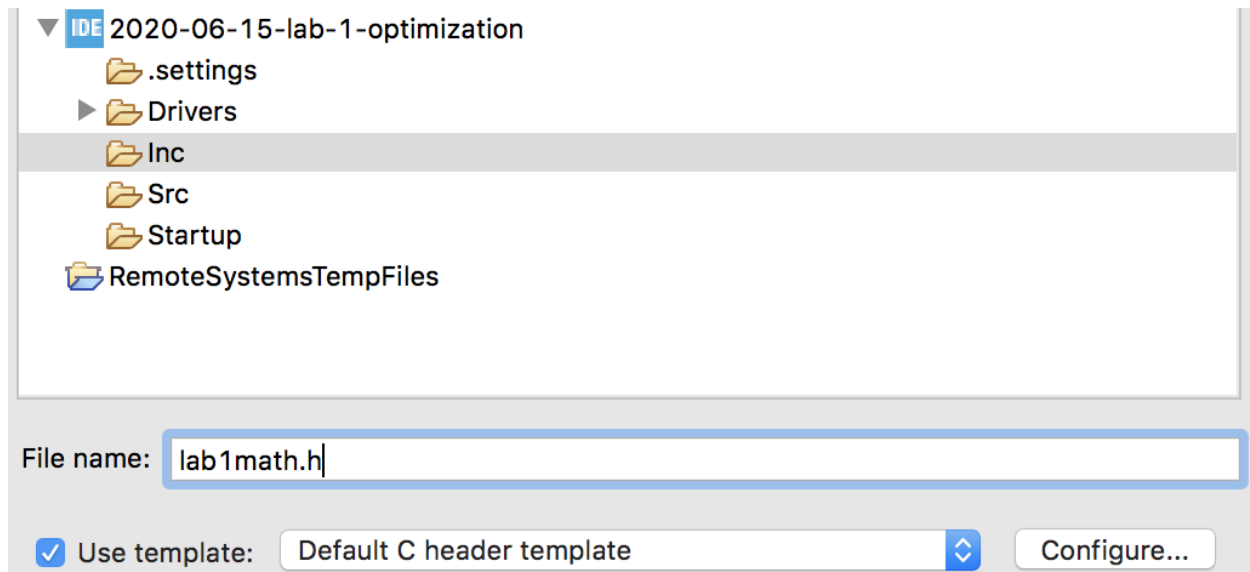 IDE 2020-06-15-lab-1-optimization
.settings
Drivers
Inc
Src
Startup
RemoteSystemsTempFiles
File name: lab1math.h
Use template: Default C header template Configure...